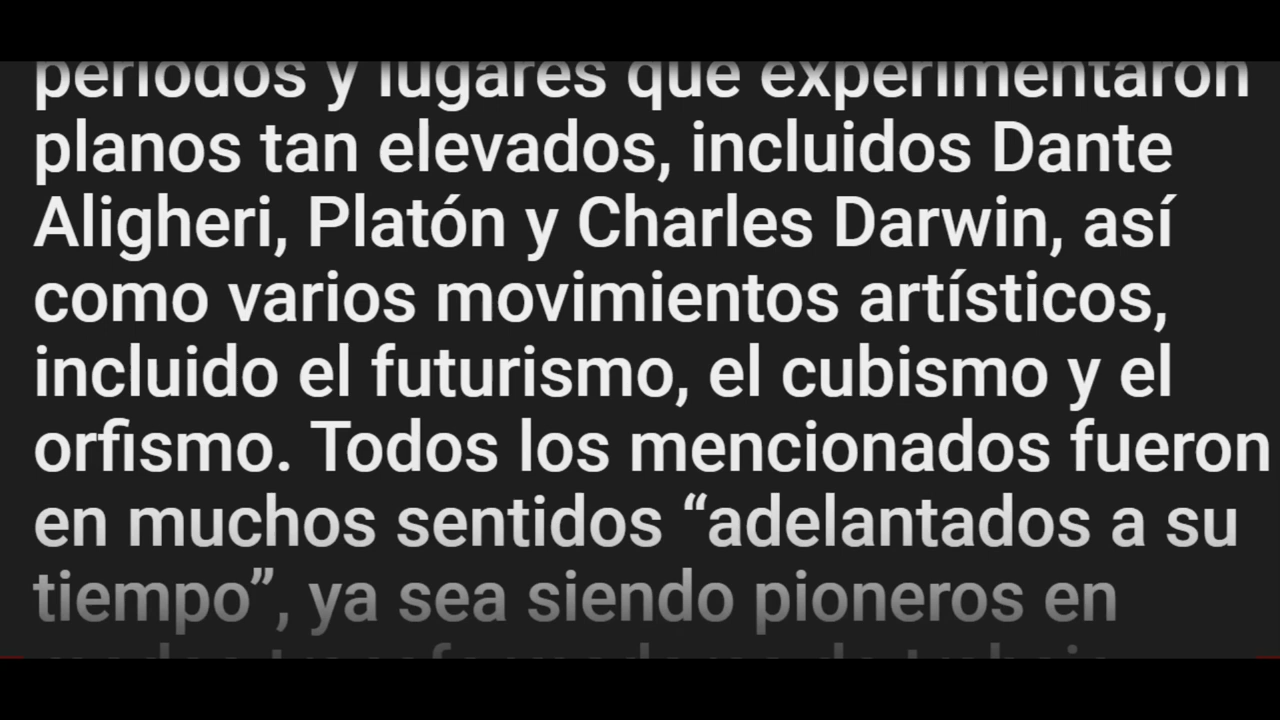 periodos y lugares que experimentaron
planos tan elevados, incluidos Dante
Aligheri, Platón y Charles Darwin, así
como varios movimientos artísticos,
incluido el futurismo, el cubismo y el
orfismo. Todos los mencionados fueron
en muchos sentidos “adelantados a su
tiempo”, ya sea siendo pioneros en